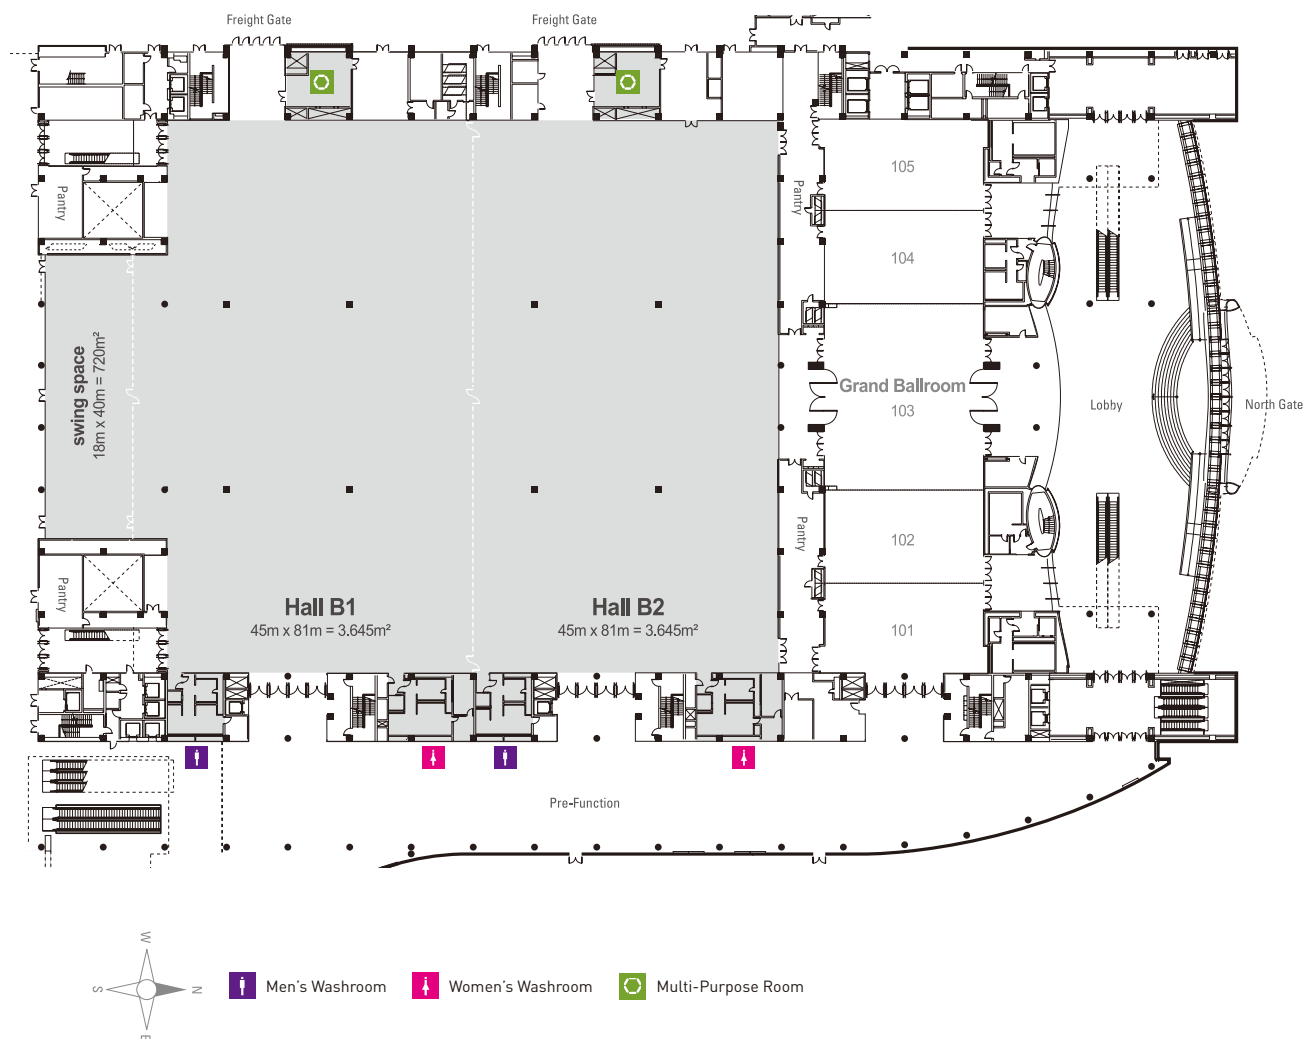 Freight Gate
Freight Gate
Pantry
Pantry
105
104
swing space
18m x 40m = 720m²
Grand Ballroom
103
Lobby
North Gate
Pantry
Pantry
102
101
Hall B1
45m x 81m = 3.645m²
Hall B2
45m x 81m = 3.645m²
Pre-Function
W
S
N
E
Men's Washroom
Women's Washroom
Multi-Purpose Room